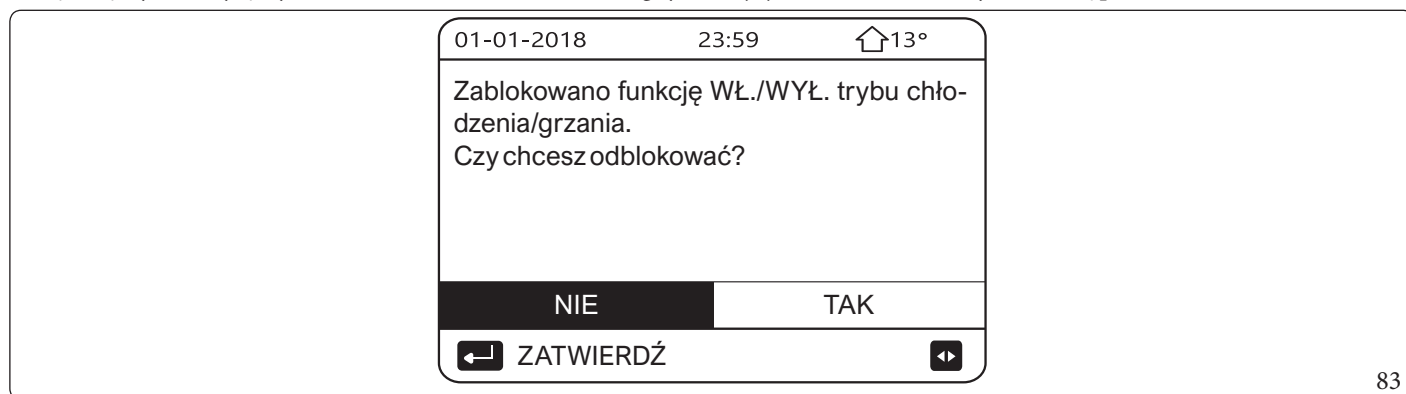 01-01-2018 23:59 13°
Zablokowano funkcję WŁ./WYŁ. trybu chło-
dzenia/grzania.
Czy chcesz odblokować?
NIE TAK
ZATWIERDŹ
83